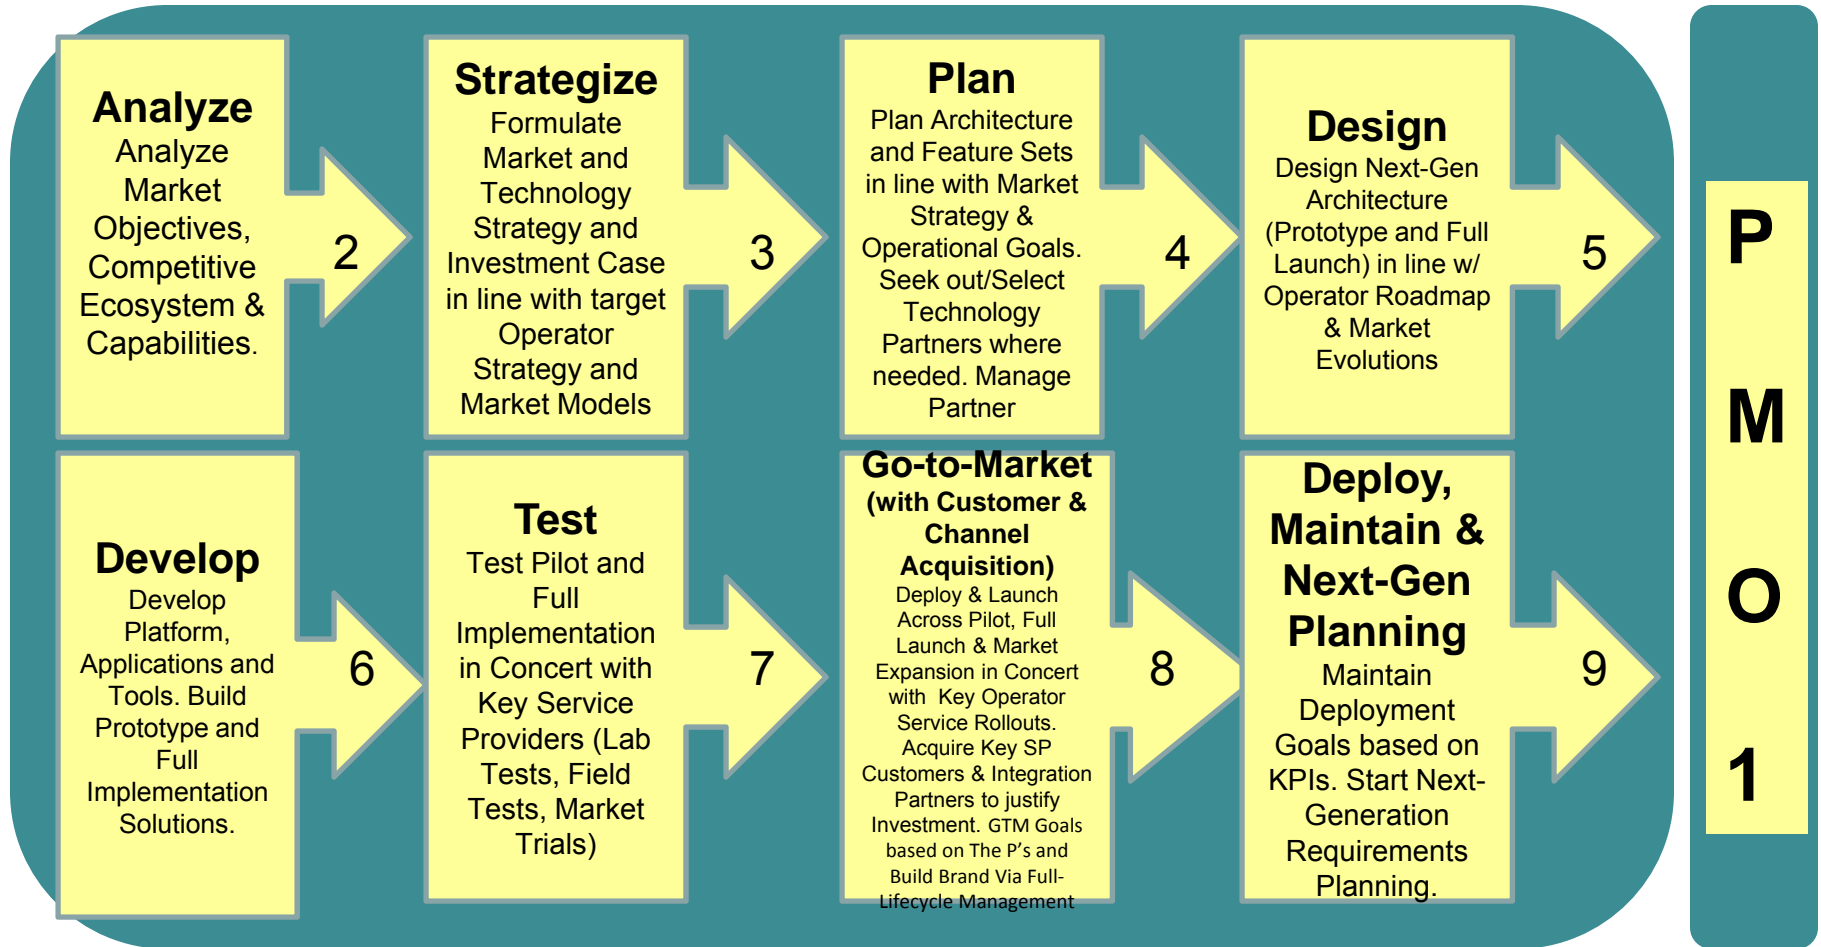 Analyze
Analyze
Market
Objectives,
Competitive
Ecosystem &
Capabilities.
2
Strategize
Formulate
Market and
Technology
Strategy and
Investment Case
in line with target
Operator
Strategy and
Market Models
3
Plan
Plan Architecture
and Feature Sets
in line with Market
Strategy &
Operational Goals.
Seek out/Select
Technology
Partners where
needed. Manage
Partner
4
Design
Design Next-Gen
Architecture
(Prototype and Full
Launch) in line w/
Operator Roadmap
& Market
Evolutions
5
Develop
Develop
Platform,
Applications and
Tools. Build
Prototype and
Full
Implementation
Solutions.
6
Test
Test Pilot and
Full
Implementation
in Concert with
Key Service
Providers (Lab
Tests, Field
Tests, Market
Trials)
7
Go-to-Market
(with Customer &
Channel
Acquisition)
Deploy & Launch
Across Pilot, Full
Launch & Market
Expansion in Concert
with Key Operator
Service Rollouts.
Acquire Key SP
Customers & Integration
Partners to justify
Investment. GTM Goals
based on The P's and
Build Brand Via Full-
Lifecycle Management
8
Deploy,
Maintain &
Next-Gen
Planning
Maintain
Deployment
Goals based on
KPIs. Start Next-
Generation
Requirements
Planning.
9
P
M
O
1